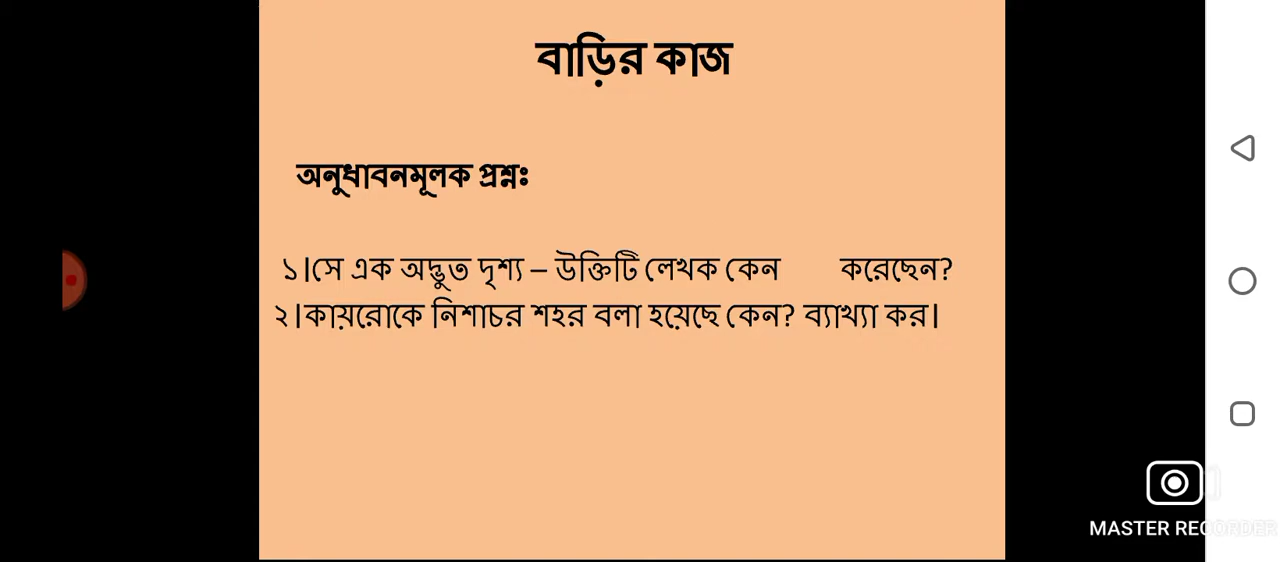 বাড়ির কাজ
অনুধাবনমূলক প্রশ্নঃ
১।সে এক অদ্ভুত দৃশ্য – উক্তিটি লেখক কেন করেছেন?
২।কায়রোকে নিশাচর শহর বলা হয়েছে কেন? ব্যাখ্যা কর।
MASTER RECORDER